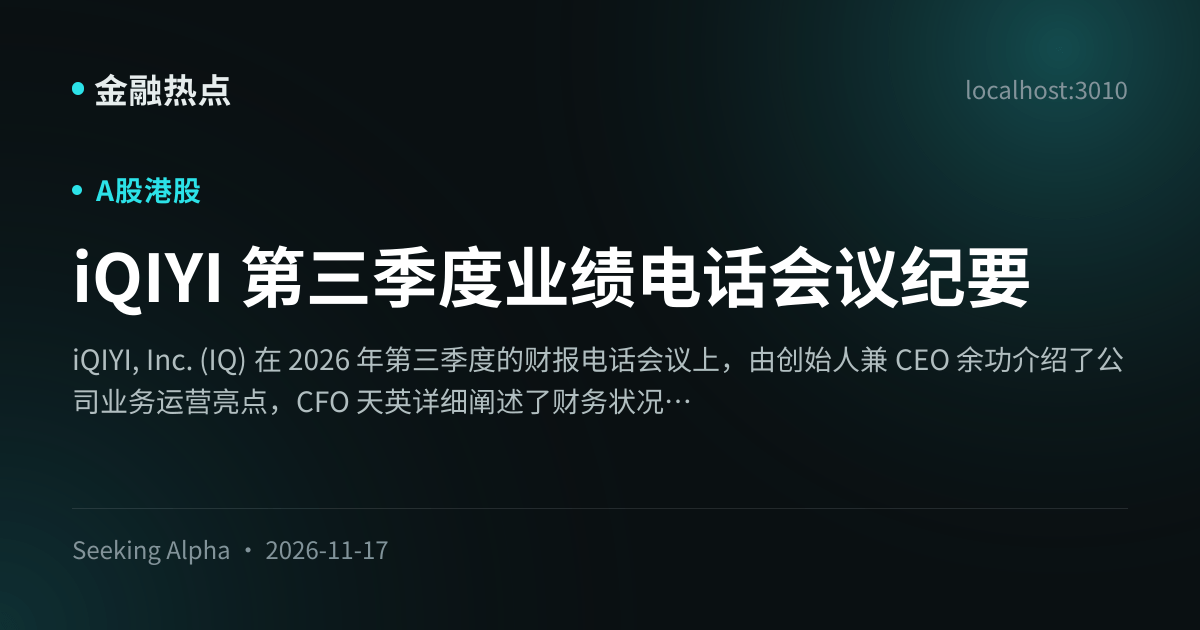 金融热点
localhost:3010
A股港股
iQIYI 第三季度业绩电话会议纪要
iQIYI, Inc. (IQ) 在 2026 年第三季度的财报电话会议上，由创始人兼 CEO 余功介绍了公
司业务运营亮点，CFO 天英详细阐述了财务状况…
Seeking Alpha · 2026-11-17